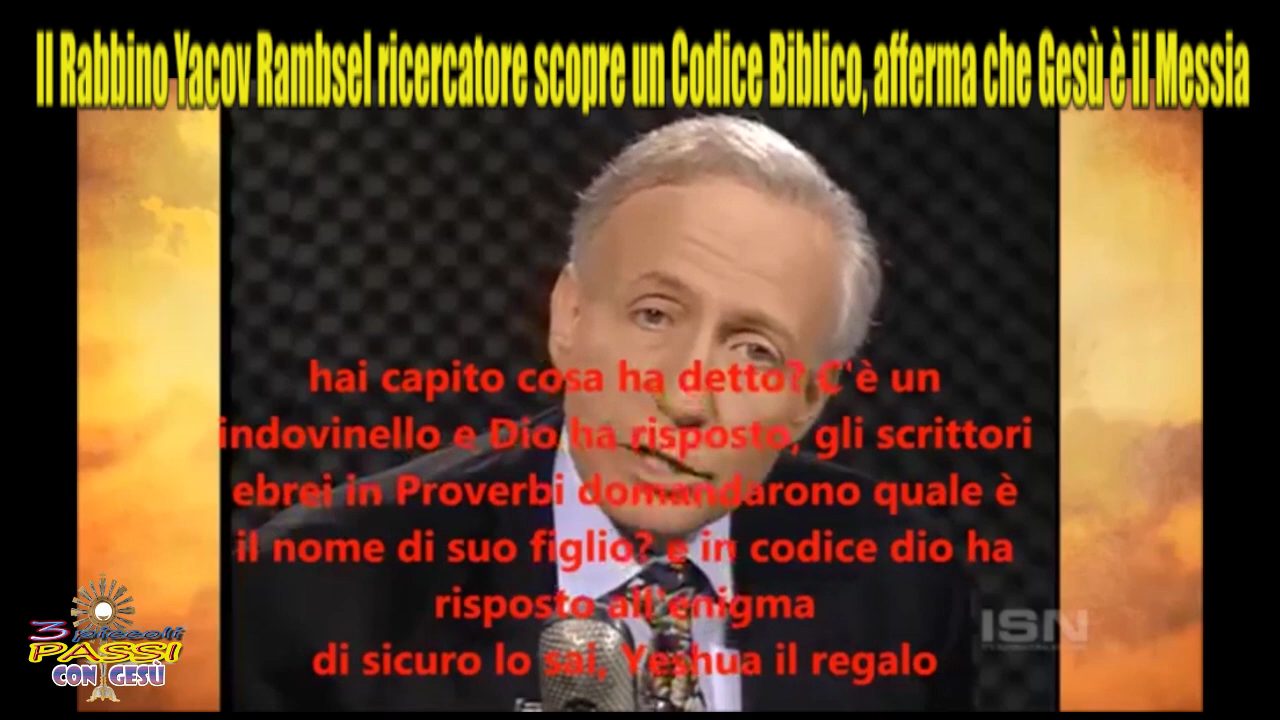 Il Rabbino Yacov Rambsel ricercatore scopre un Codice Biblico, afferma che Gesù è il Messia
hai capito cosa ha detto? C'è un
indovinello e Dio ha risposto, gli scrittori
ebrei in Proverbi domandarono quale è
il nome di suo figlio? e in codice dio ha
risposto all'enigma
di sicuro lo sai, Yeshua il regalo
ISN
3 piccoli
PASSI
CON GESÙ